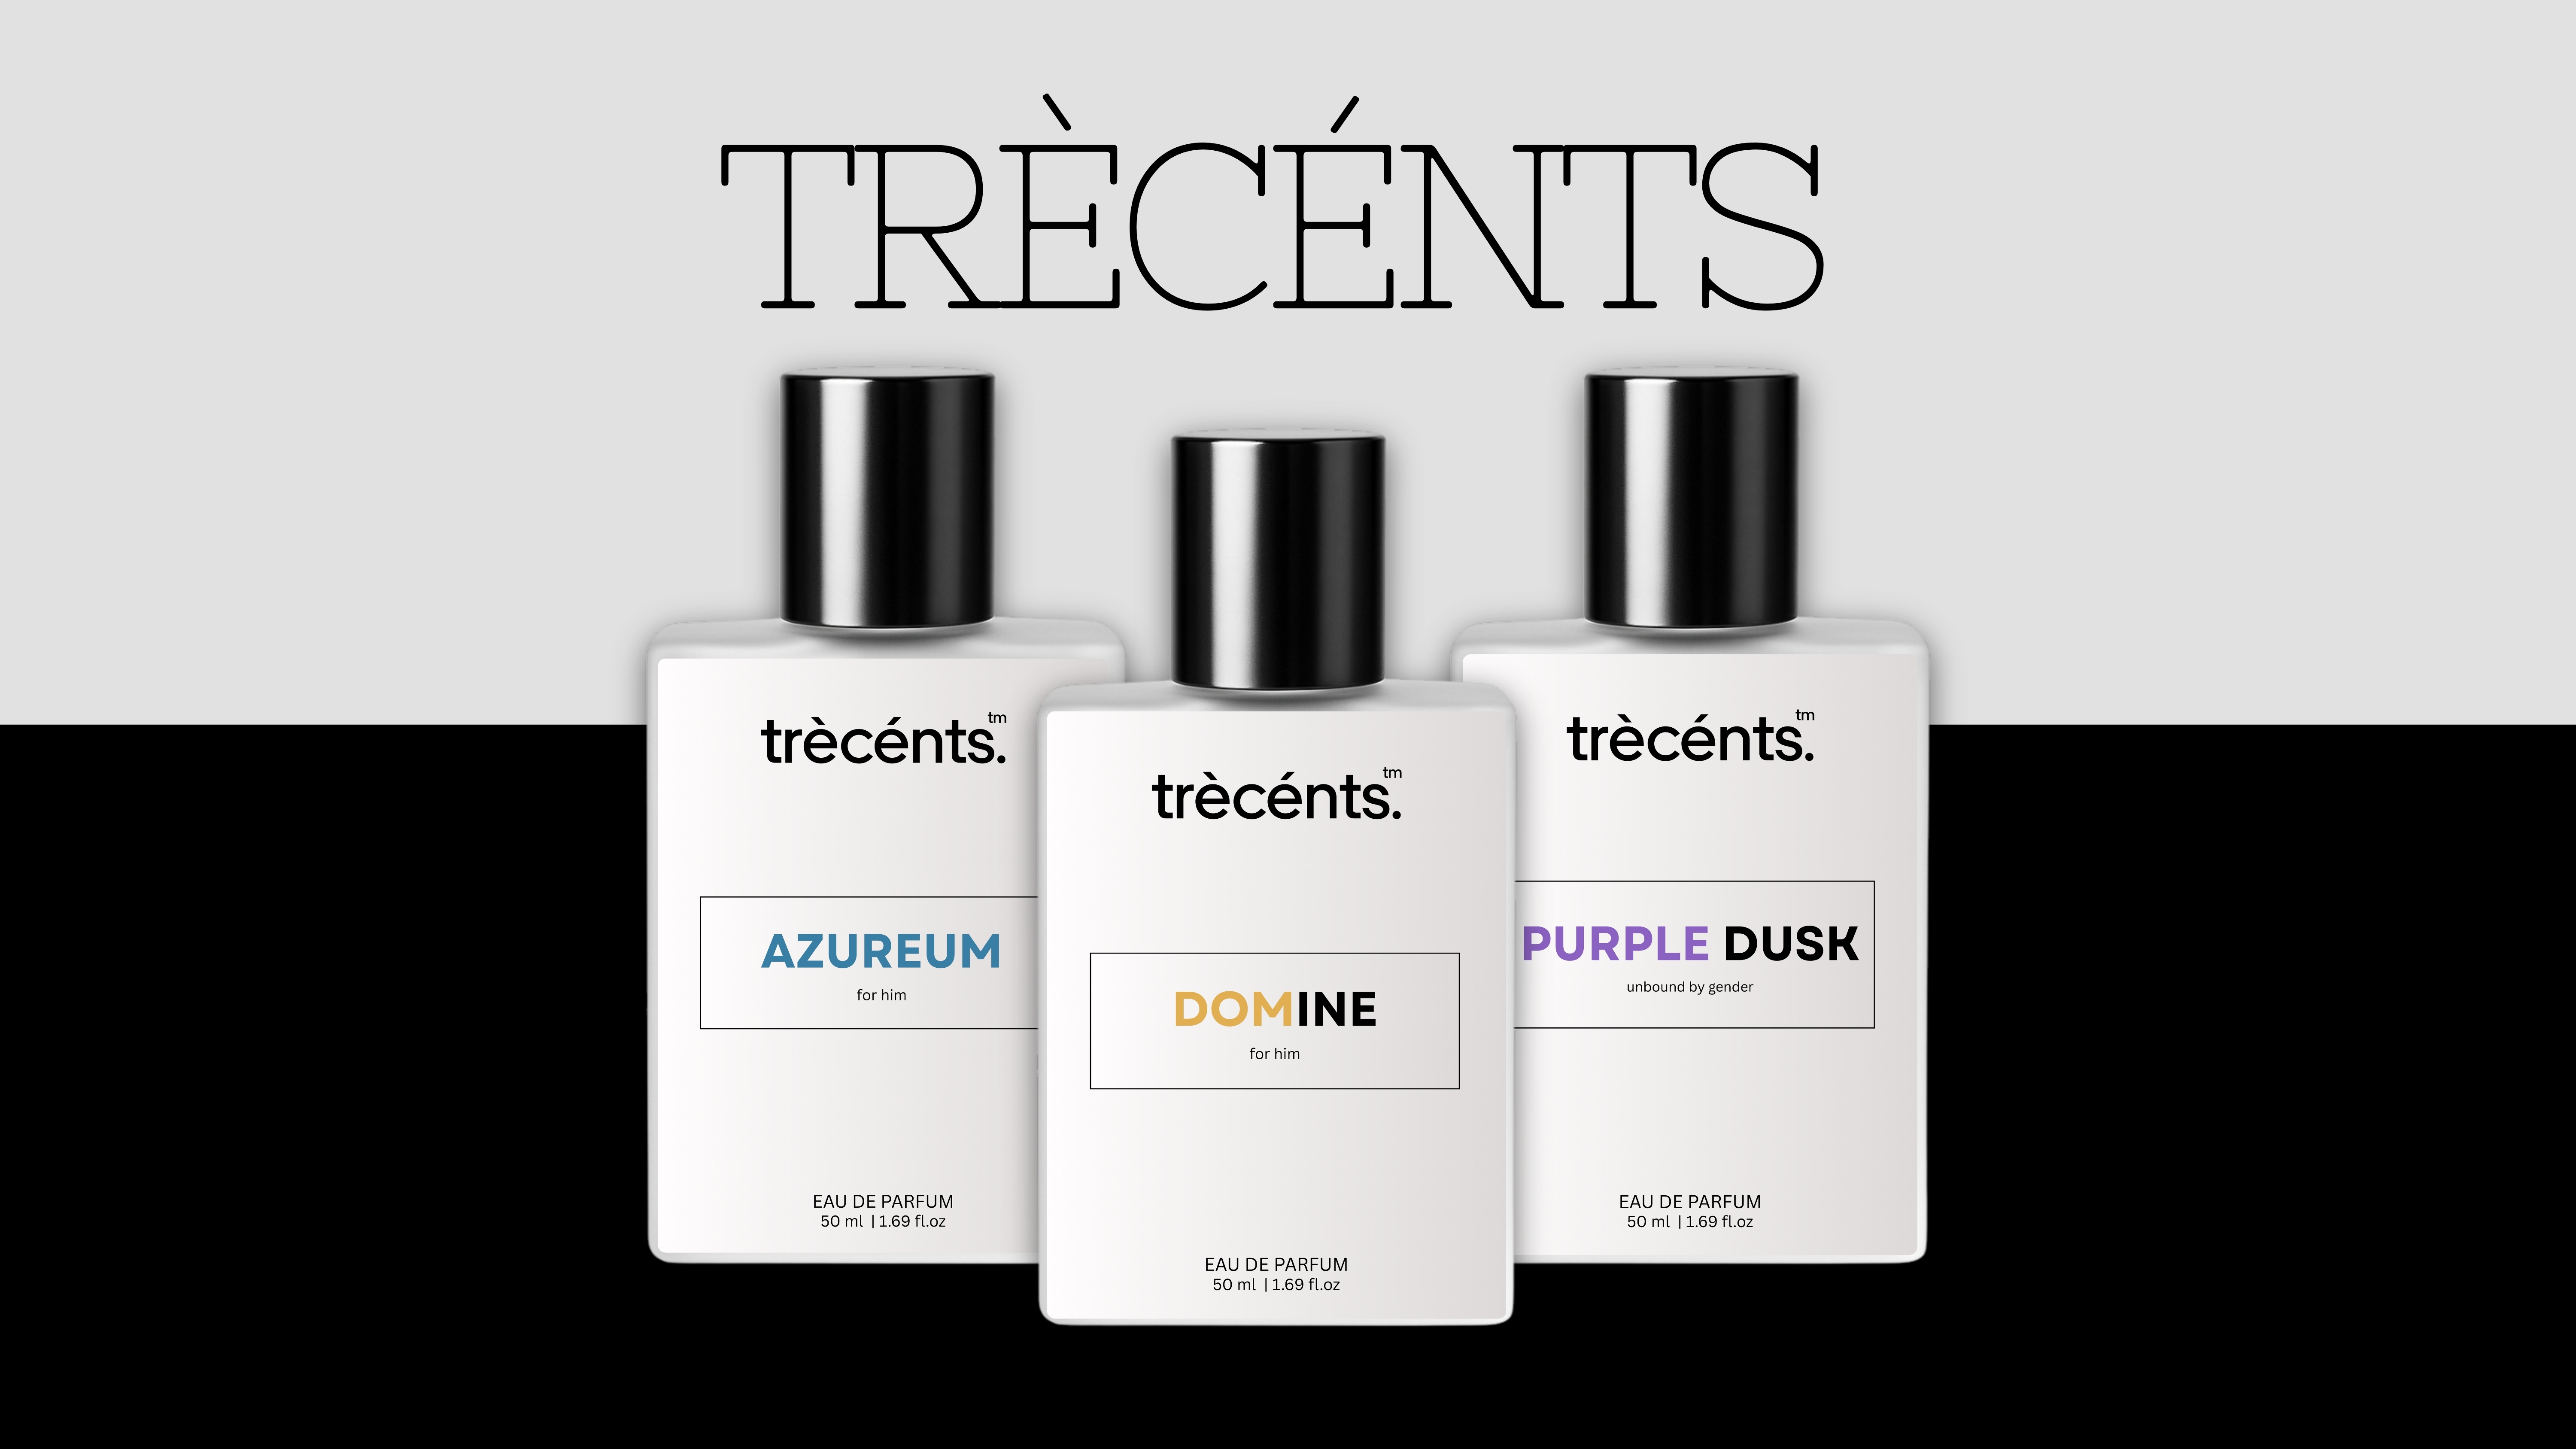 TRÈCÉNTS
trècénts.tm
AZUREUM
for him
EAU DE PARFUM
50 ml | 1.69 fl.oz
trècénts.tm
DOMINE
for him
EAU DE PARFUM
50 ml | 1.69 fl.oz
trècénts.tm
PURPLE DUSK
unbound by gender
EAU DE PARFUM
50 ml | 1.69 fl.oz